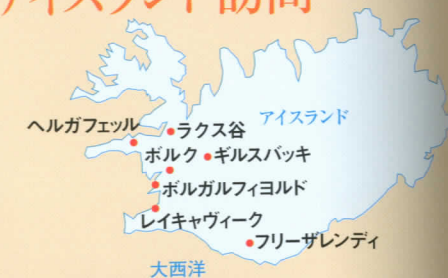 アイスランド訪問
アイスランド
ヘルガフェッル
ラクス谷
ボルク
ギルスバッキ
ボルガルフィヨルド
レイキャヴィーク
フリーザレンディ
大西洋